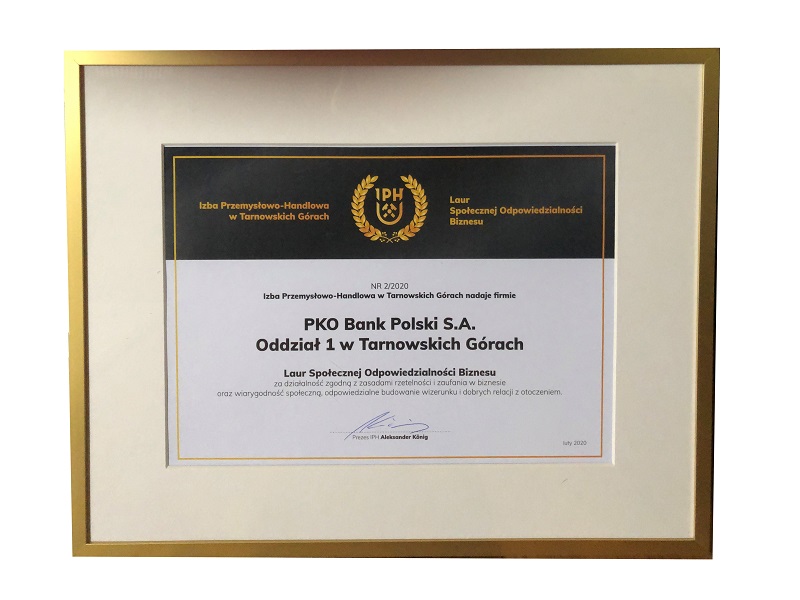 Izba Przemysłowo-Handlowa
w Tarnowskich Górach
IPH
Laur
Społecznej Odpowiedzialności
Biznesu
NR 2/2020
Izba Przemysłowo-Handlowa w Tarnowskich Górach nadaje firmie
PKO Bank Polski S.A.
Oddział 1 w Tarnowskich Górach
Laur Społecznej Odpowiedzialności Biznesu
za działalność zgodną z zasadami rzetelności i zaufania w biznesie
oraz wiarygodność społeczną, odpowiedzialne budowanie wizerunku i dobrych relacji z otoczeniem.
Prezes IPH Aleksander König
luty 2020